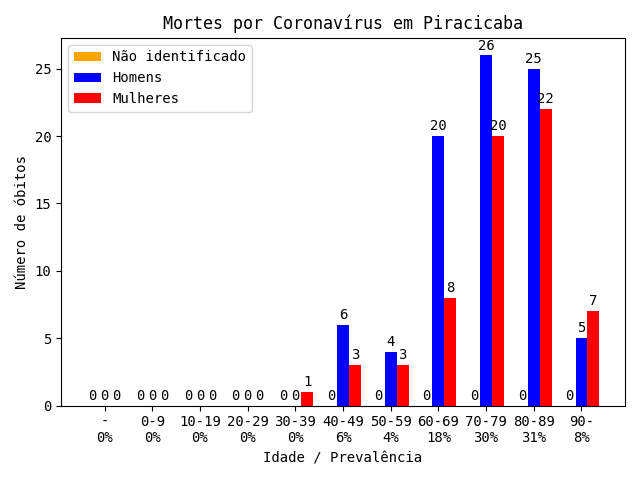 Mortes por Coronavírus em Piracicaba
Não identificado
Homens
Mulheres
Número de óbitos
25
20
15
10
5
0
0 0 0 0 0 0 0 0 0 0 0 0 0 0 1 0 6 3 0 4 3 0 20 8 0 26 20 0 25 22 0 5 7
- 0-9 10-19 20-29 30-39 40-49 50-59 60-69 70-79 80-89 90-
0% 0% 0% 0% 0% 6% 4% 18% 30% 31% 8%
Idade / Prevalência